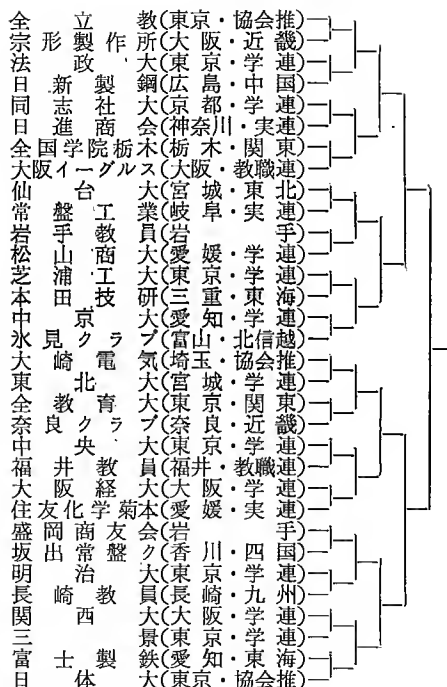 全立教(東京・協会推)
宗形製作所(大阪・近畿)
法政大(東京・学連)
日新製鋼(広島・中国)
同志社大(京都・学連)
日進商会(神奈川・実連)
全国学院栃木(栃木・関東)
大阪イーグルス(大阪・教職連)
仙台大(宮城・東北)
常盤工業(岐阜・実連)
岩手教員(岩手)
松山商大(愛媛・学連)
芝浦工大(東京・学連)
本田技研(三重・東海)
中京大(愛知・学連)
氷見クラブ(富山・北信越)
大崎電気(埼玉・協会推)
東北大(宮城・学連)
全教育大(東京・関東)
奈良クラブ(奈良・近畿)
中央大(東京・学連)
福井教員(福井・教職連)
大阪経大(大阪・学連)
住友化学菊本(愛媛・実連)
盛岡商友会(岩手)
坂出常盤ク(香川・四国)
明治大(東京・学連)
長崎教員(長崎・九州)
関西大(大阪・学連)
三景(東京・学連)
富士製鉄(愛知・東海)
日体大(東京・協会推)